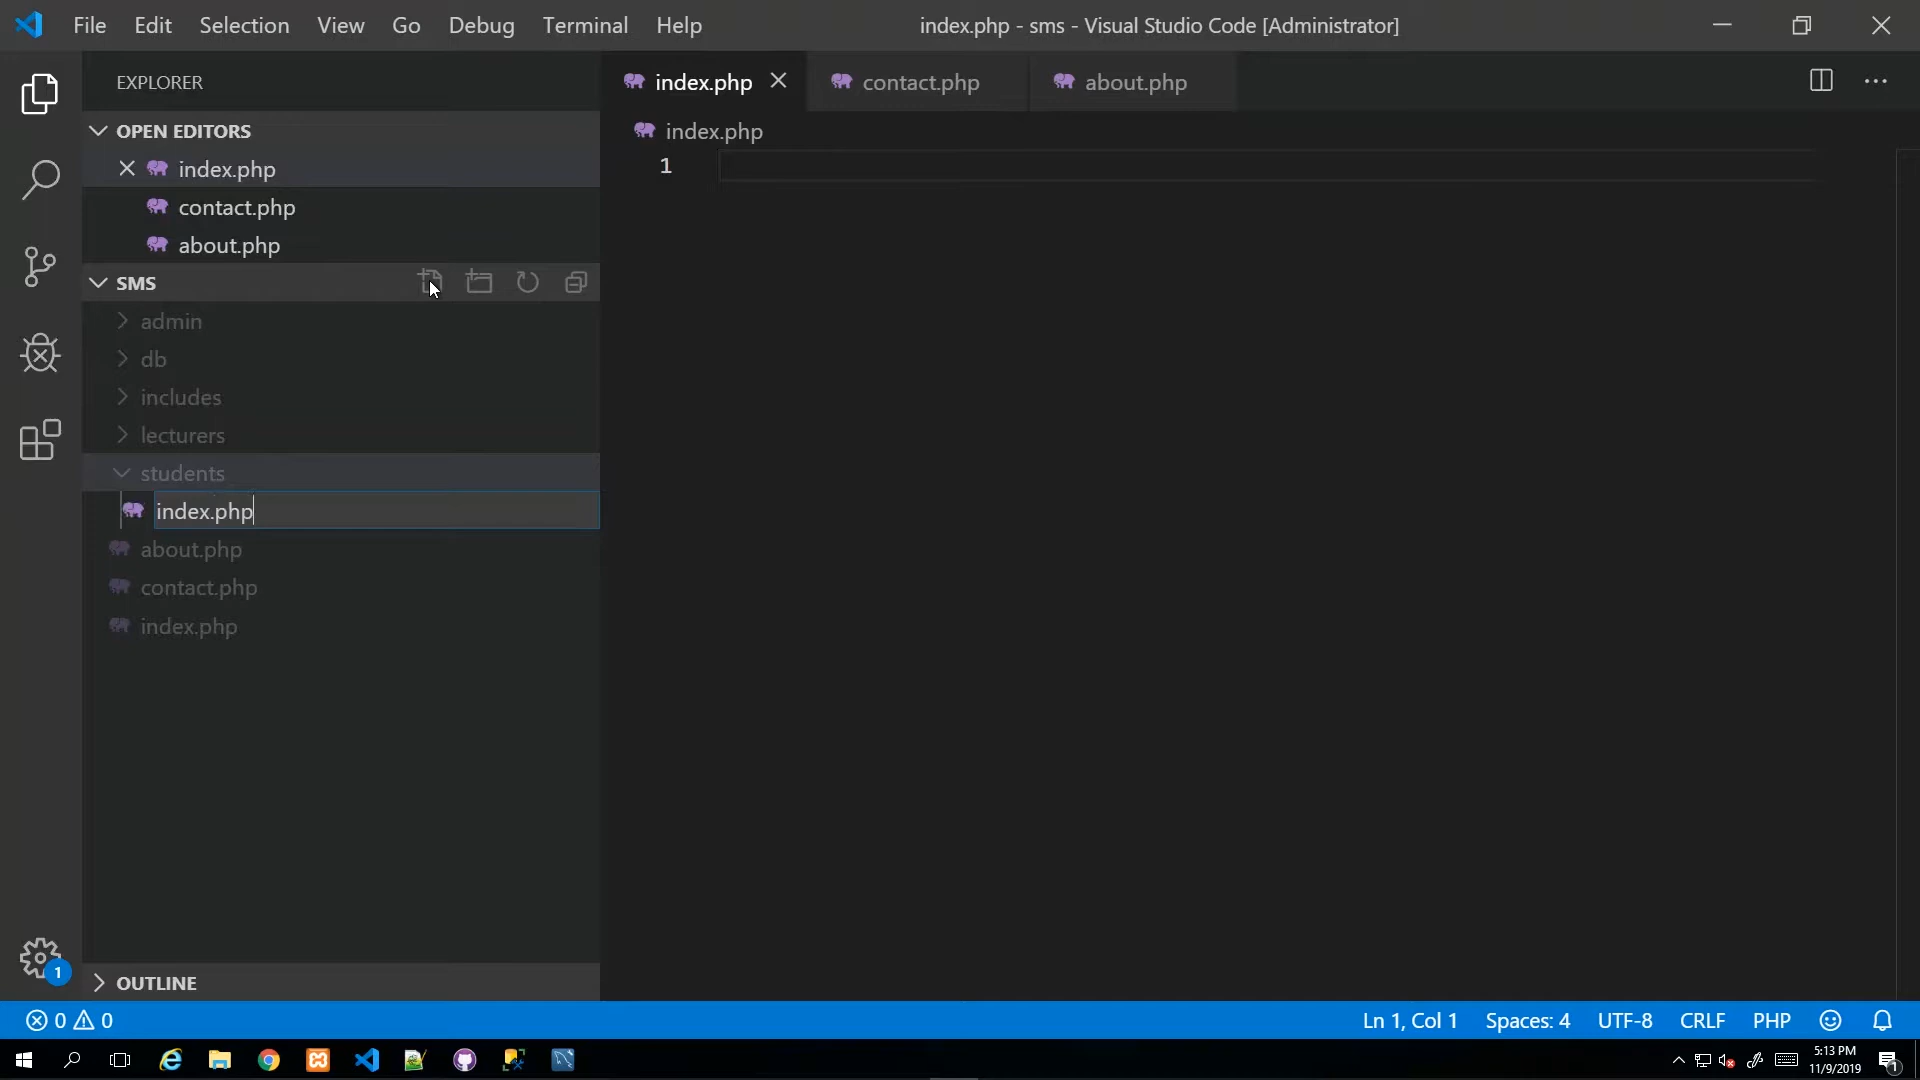 File Edit Selection View Go Debug Terminal Help
index.php - sms - Visual Studio Code [Administrator]
EXPLORER
OPEN EDITORS
index.php
contact.php
about.php
SMS
admin
db
includes
lecturers
students
index.php
about.php
contact.php
index.php
OUTLINE
index.php contact.php about.php
index.php
1
1
0 0
Ln 1, Col 1 Spaces: 4 UTF-8 CRLF PHP
5:13 PM
11/9/2019
1